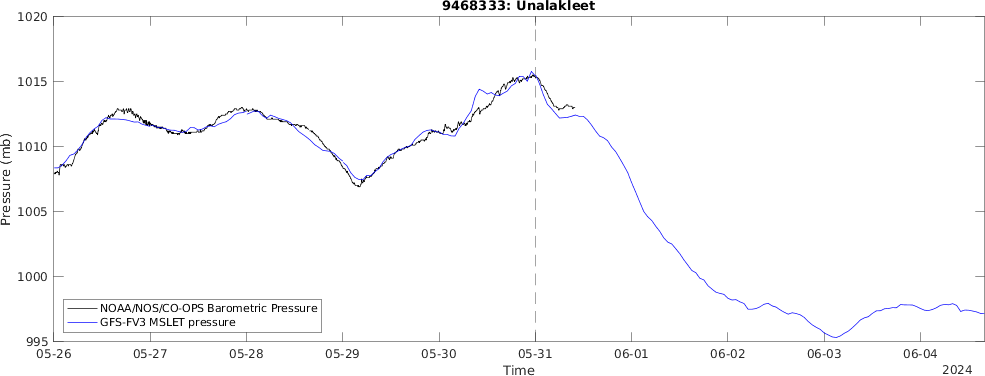 9468333: Unalakleet
1020
1015
1010
1005
1000
995
Pressure (mb)
NOAA/NOS/CO-OPS Barometric Pressure
GFS-FV3 MSLET pressure
05-26 05-27 05-28 05-29 05-30 05-31 06-01 06-02 06-03 06-04
Time
2024